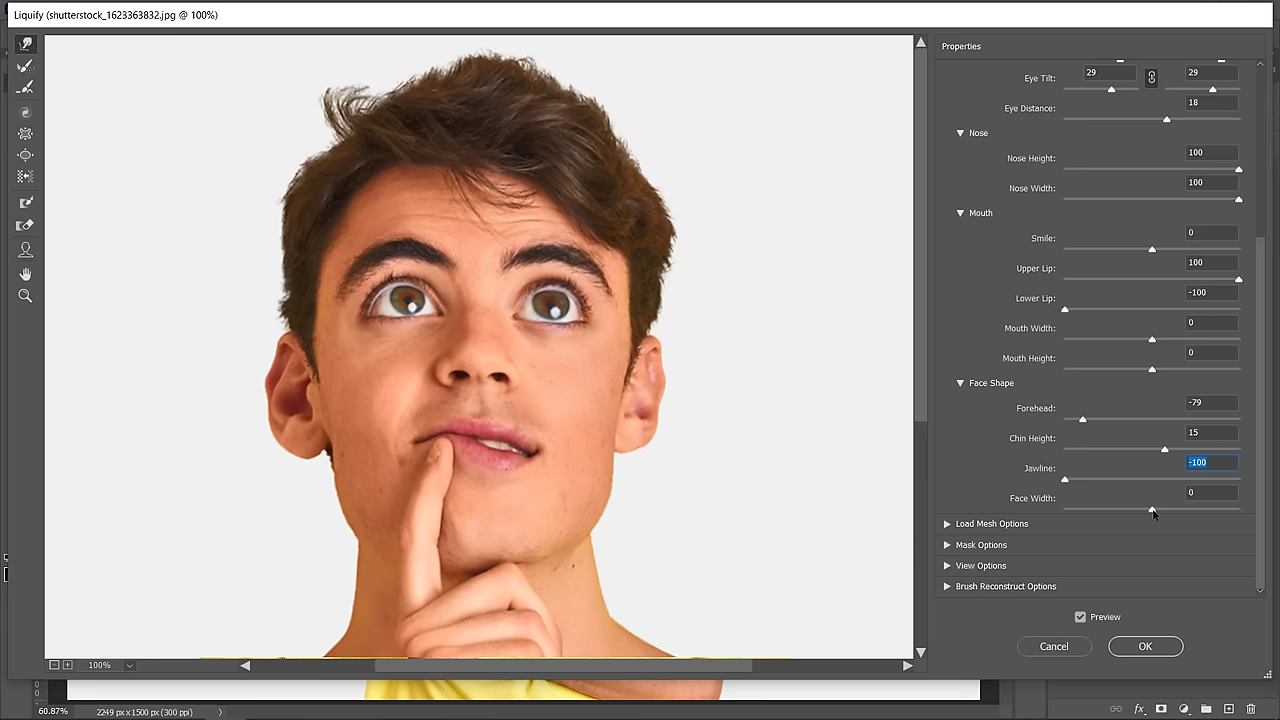 Liquify (shutterstock_1623363832.jpg @ 100%)
Properties
Eye Tilt: 29 29
Eye Distance: 18
Nose
Nose Height: 100
Nose Width: 100
Mouth
Smile: 0
Upper Lip: 100
Lower Lip: -100
Mouth Width: 0
Mouth Height: 0
Face Shape
Forehead: -79
Chin Height: 15
Jawline: -100
Face Width: 0
Load Mesh Options
Mask Options
View Options
Brush Reconstruct Options
Preview
Cancel OK
100%
0
0
60.87% 2249 px x 1500 px (300 ppi)
fx